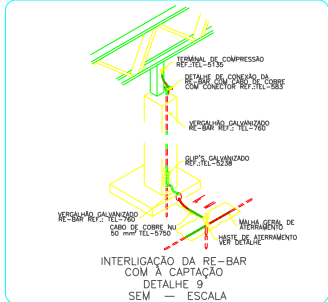 TERMINAL DE COMPRESSÃO
REF.:TEL-5135
DETALHE DE CONEXÃO DA
RE-BAR COM CABO DE COBRE
COM CONECTOR REF.:TEL-583
VERGALHÃO GALVANIZADO
RE-BAR REF.: TEL-760
CLIP'S GALVANIZADO
REF.:TEL-5238
VERGALHÃO GALVANIZADO
RE-BAR REF.: TEL-760
CABO DE COBRE NU
50 mm² TEL-5750
MALHA GERAL DE
ATERRAMENTO
HASTE DE ATERRAMENTO
VER DETALHE
INTERLIGAÇÃO DA RE-BAR
COM A CAPTAÇÃO
DETALHE 9
SEM — ESCALA